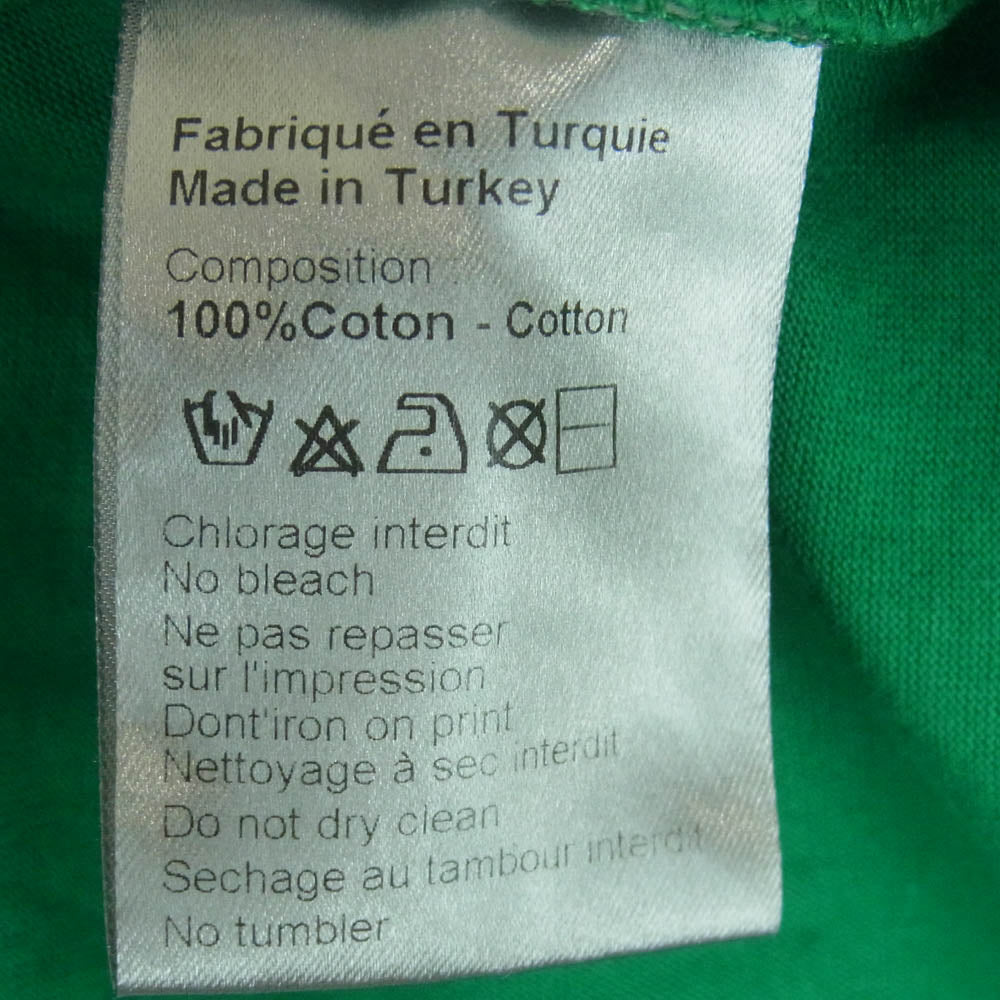 Fabriqué en Turquie
Made in Turkey
Composition
100%Coton - Cotton
Chlorage interdit
No bleach
Ne pas repasser
sur l'impression
Dont'iron on print
Nettoyage à sec interdit
Do not dry clean
Sechage au tambour interdit
No tumbler